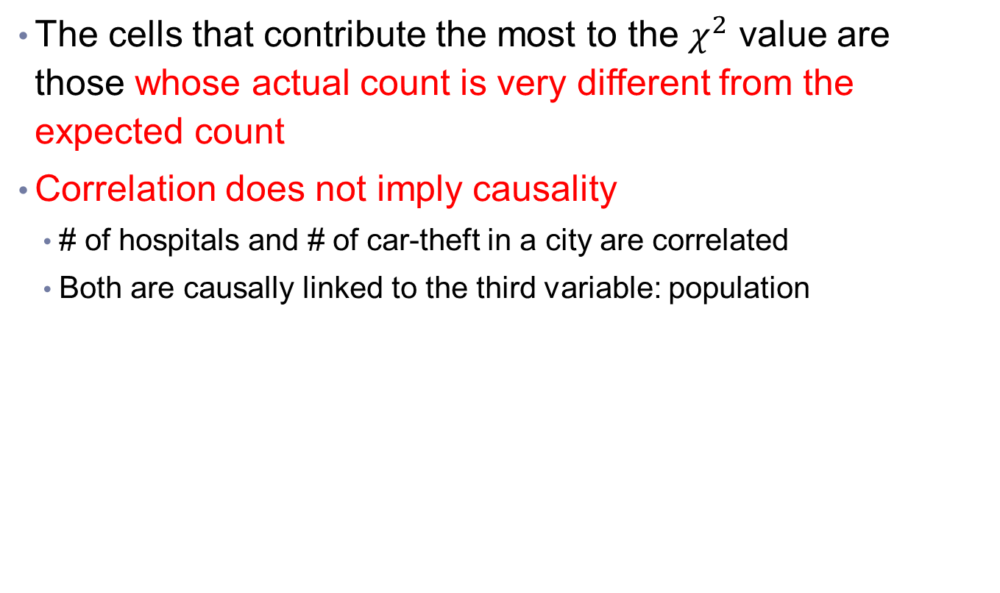 • The cells that contribute the most to the χ² value are
those whose actual count is very different from the
expected count
• Correlation does not imply causality
• # of hospitals and # of car-theft in a city are correlated
• Both are causally linked to the third variable: population